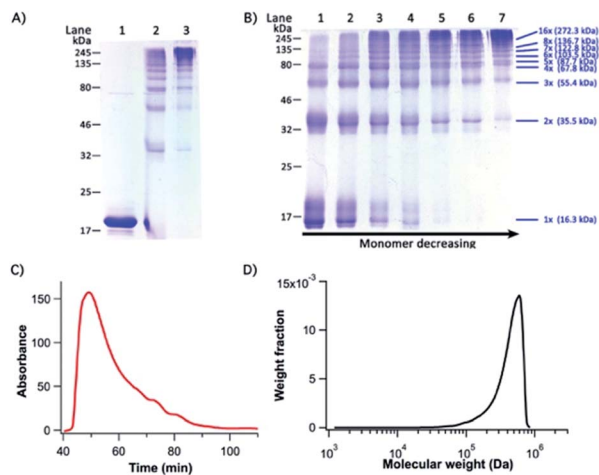 A)
Lane 1 2 3
kDa
245
135
80
46
32
25
17
B)
Lane 1 2 3 4 5 6 7
kDa
245
135
80
46
32
25
17
16x (272.3 kDa)
8x (136.7 kDa)
7x (122.8 kDa)
6x (103.5 kDa)
5x (87.7 kDa)
4x (67.8 kDa)
3x (55.4 kDa)
2x (35.5 kDa)
1x (16.3 kDa)
Monomer decreasing
C)
Absorbance
150
100
50
0
40 60 80 100
Time (min)
D)
Weight fraction
15x10-3
10
5
0
10³ 10⁴ 10⁵ 10⁶
Molecular weight (Da)